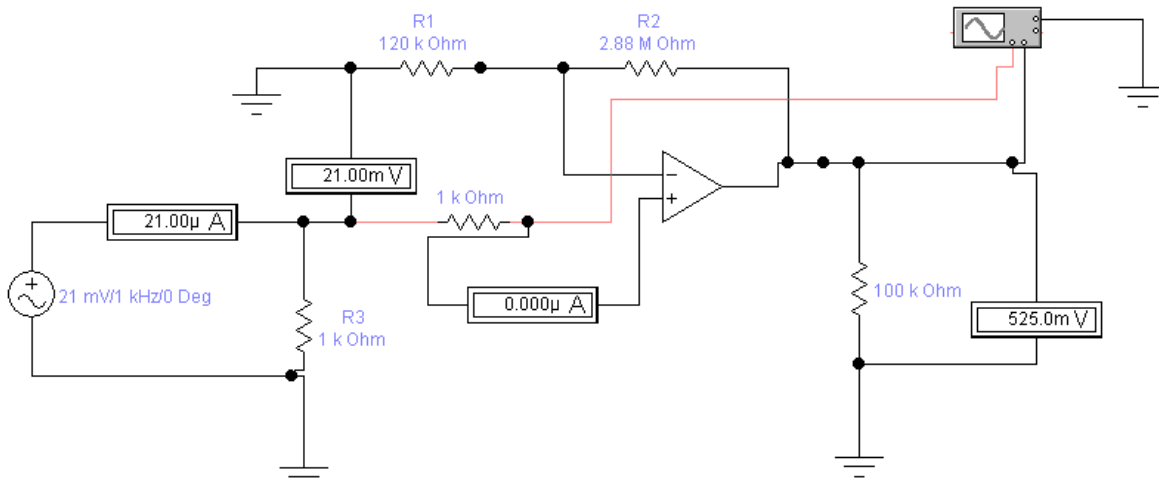 R1
120 k Ohm
R2
2.88 M Ohm
21.00m V
1 k Ohm
21.00µ A
21 mV/1 kHz/0 Deg
0.000µ A
R3
1 k Ohm
100 k Ohm
525.0m V